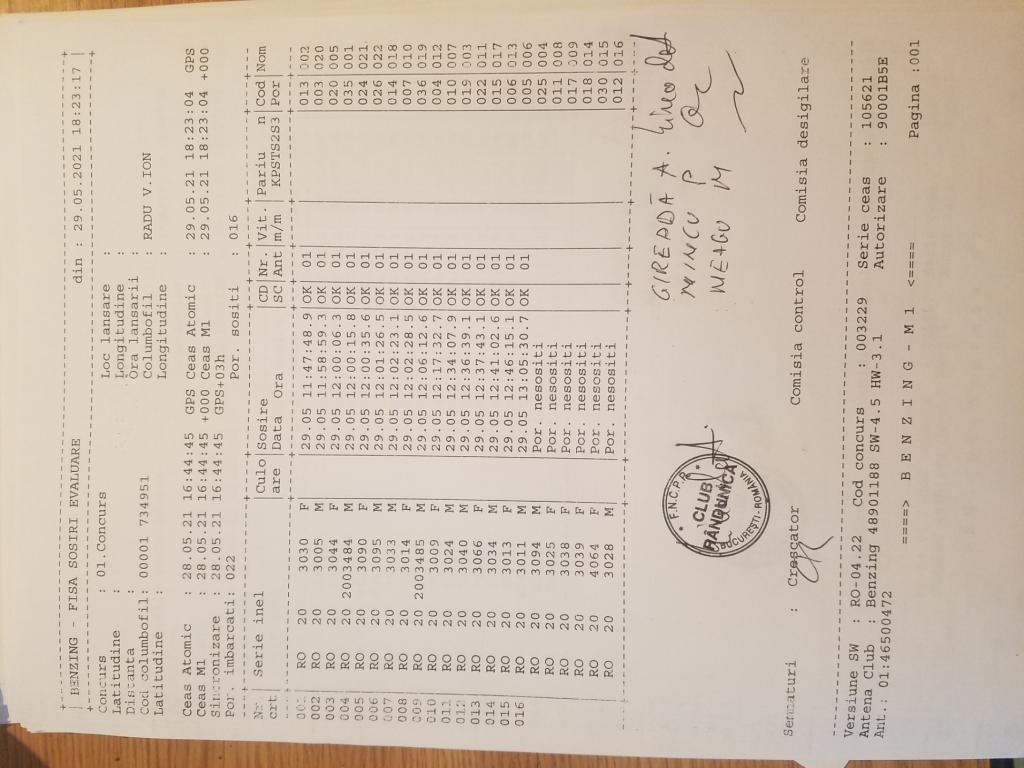 BENZING - FISA SOSIRI EVALUARE din : 29.05.2021 18:23:17
Concurs : 01.Concurs Loc lansare :
Latitudine : Longitudine :
Distanta : Ora lansarii :
Cod columbofil: 00001 734951 Columbofil : RADU V.ION
Latitudine : Longitudine :
Ceas Atomic : 28.05.21 16:44:45 GPS Ceas Atomic : 29.05.21 18:23:04 GPS
Ceas M1 : 28.05.21 16:44:45 +000 Ceas M1 : 29.05.21 18:23:04 +000
Sincronizare : 28.05.21 16:44:45 GPS+03h
Por. imbarcati: 022 Por. sositi : 016
Nr Serie inel Culo Sosire CD Nr. Vit. Pariu n Cod Nom
crt. are Data Ora SC Ant m/m KPSTS2S3 Por
001 RO 20 3030 F 29.05 11:47:48.9 OK 01 013 002
002 RO 20 3005 M 29.05 11:58:59.3 OK 01 003 020
003 RO 20 3044 F 29.05 12:00:06.3 OK 01 020 005
004 RO 20 2003484 M 29.05 12:00:15.8 OK 01 035 001
005 RO 20 3090 F 29.05 12:00:35.6 OK 01 024 021
006 RO 20 3095 M 29.05 12:01:26.5 OK 01 026 022
007 RO 20 3033 M 29.05 12:02:23.1 OK 01 014 018
008 RO 20 3014 F 29.05 12:02:28.5 OK 01 007 010
009 RO 20 2003485 M 29.05 12:06:12.6 OK 01 036 019
010 RO 20 3009 F 29.05 12:17:32.7 OK 01 004 012
011 RO 20 3024 M 29.05 12:34:07.9 OK 01 010 007
012 RO 20 3040 M 29.05 12:36:39.1 OK 01 019 003
013 RO 20 3066 F 29.05 12:37:43.1 OK 01 022 011
014 RO 20 3034 M 29.05 12:41:02.6 OK 01 015 017
015 RO 20 3013 F 29.05 12:46:15.1 OK 01 006 013
016 RO 20 3011 M 29.05 13:05:30.7 OK 01 005 006
RO 20 3094 M Por. nesositi 025 004
RO 20 3025 F Por. nesositi 011 008
RO 20 3038 F Por. nesositi 017 009
RO 20 3039 F Por. nesositi 018 014
RO 20 4064 F Por. nesositi 030 015
RO 20 3028 M Por. nesositi 012 016
GIREADĂ A.
MINCU P
NEAGU M
F.N.C.P.R.
CLUB
RÂNDUNICA
BUCUREȘTI-ROMANIA
Semnaturi : Crescator Comisia control Comisia desigilare
Versiune SW : RO-04.22 Cod concurs : 003229 Serie ceas : 105621
Antena Club : Benzing 48901188 SW-4.5 HW-3.1 Autorizare : 90001B5E
Ant.: 01:46500472
====> B E N Z I N G - M 1 <==== Pagina :001